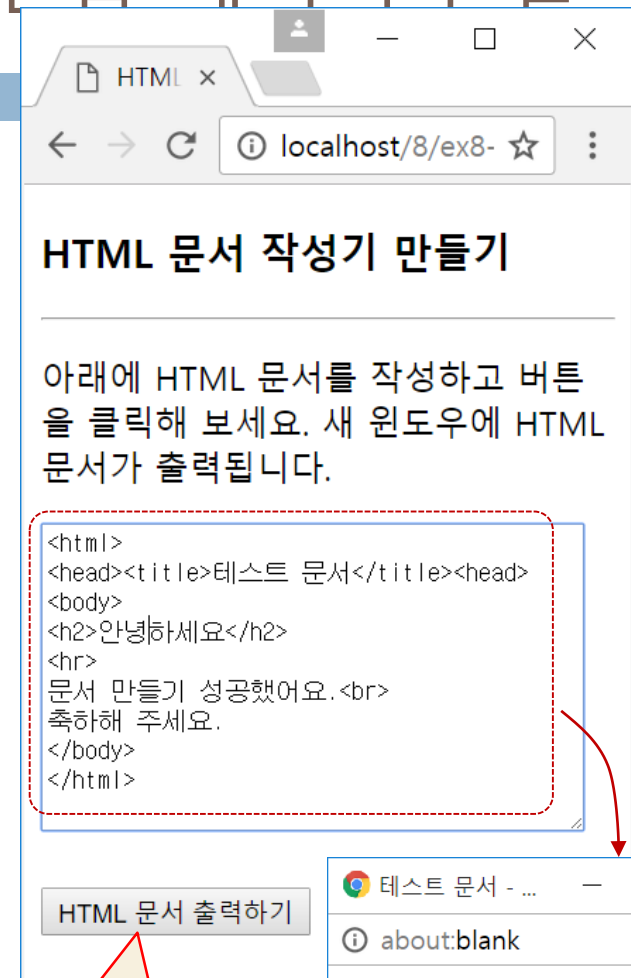 HTML
localhost/8/ex8-
HTML 문서 작성기 만들기
아래에 HTML 문서를 작성하고 버튼
을 클릭해 보세요. 새 윈도우에 HTML
문서가 출력됩니다.
<html>
<head><title>테스트 문서</title><head>
<body>
<h2>안녕하세요</h2>
<hr>
문서 만들기 성공했어요.<br>
축하해 주세요.
</body>
</html>
HTML 문서 출력하기
테스트 문서 - ...
about:blank